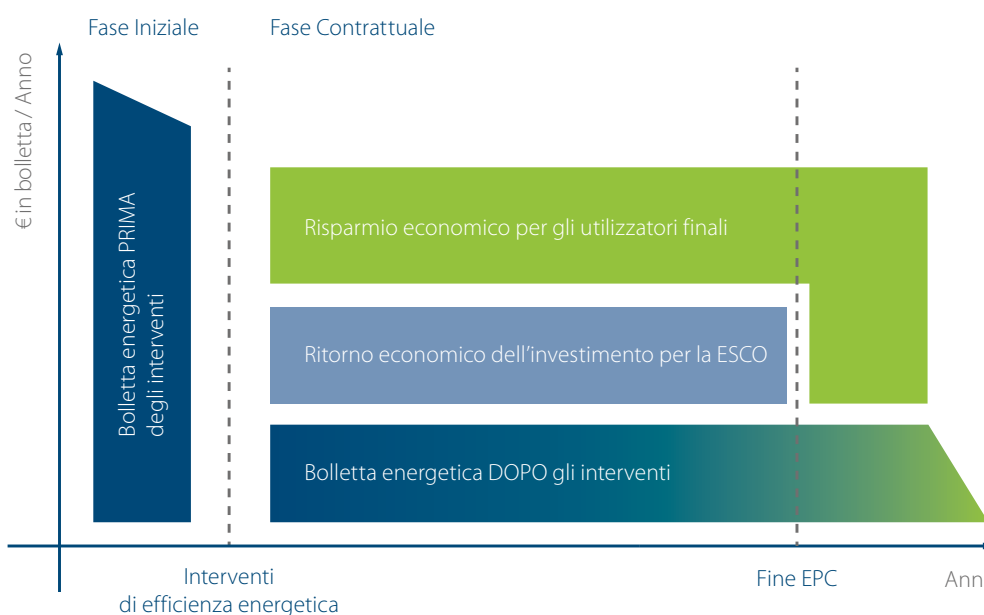 Fase Iniziale
Fase Contrattuale
€ in bolletta / Anno
Bolletta energetica PRIMA
degli interventi
Risparmio economico per gli utilizzatori finali
Ritorno economico dell'investimento per la ESCO
Bolletta energetica DOPO gli interventi
Interventi
di efficienza energetica
Fine EPC
Ann